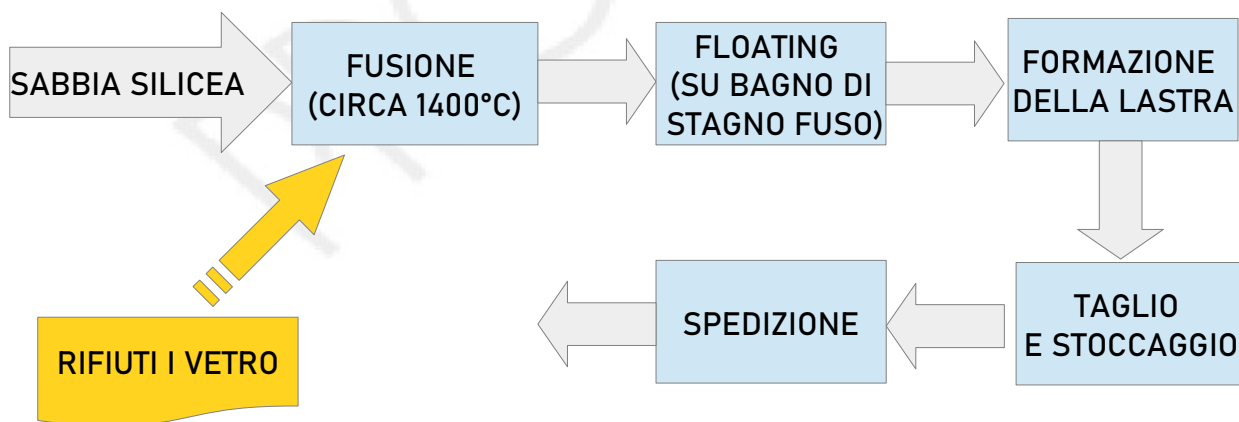 SABBIA SILICEA
FUSIONE
(CIRCA 1400°C)
FLOATING
(SU BAGNO DI
STAGNO FUSO)
FORMAZIONE
DELLA LASTRA
TAGLIO
E STOCCAGGIO
SPEDIZIONE
RIFIUTI I VETRO